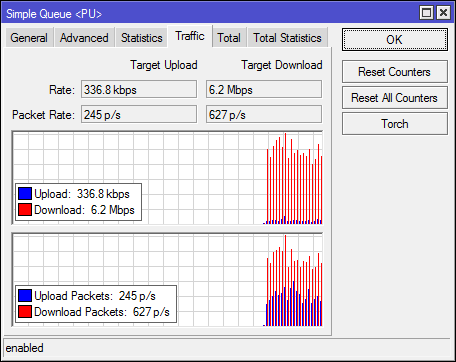 Simple Queue <PU>
General Advanced Statistics Traffic Total Total Statistics
Target Upload Target Download
Rate: 336.8 kbps 6.2 Mbps
Packet Rate: 245 p/s 627 p/s
Upload: 336.8 kbps
Download: 6.2 Mbps
Upload Packets: 245 p/s
Download Packets: 627 p/s
OK
Reset Counters
Reset All Counters
Torch
enabled